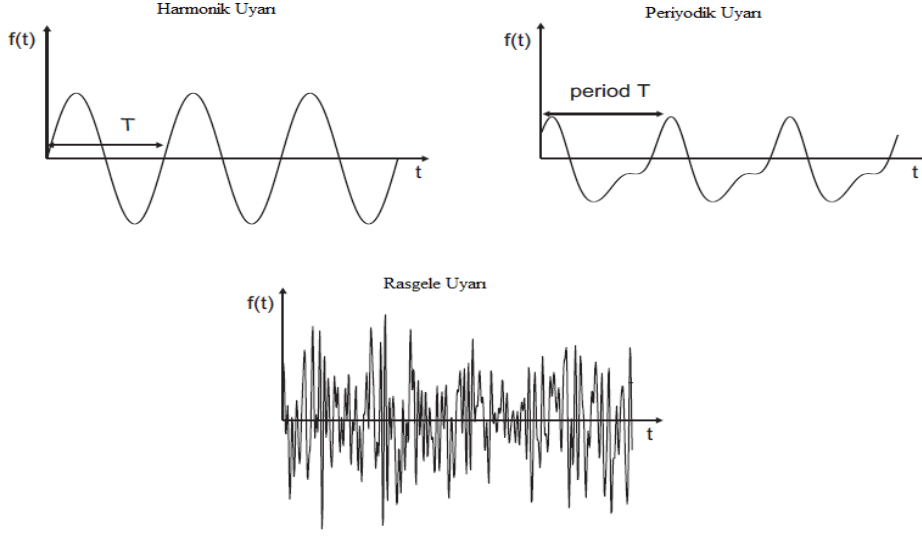 Harmonik Uyarı
f(t)
T
t
Periyodik Uyarı
f(t)
period T
t
Rasgele Uyarı
f(t)
t